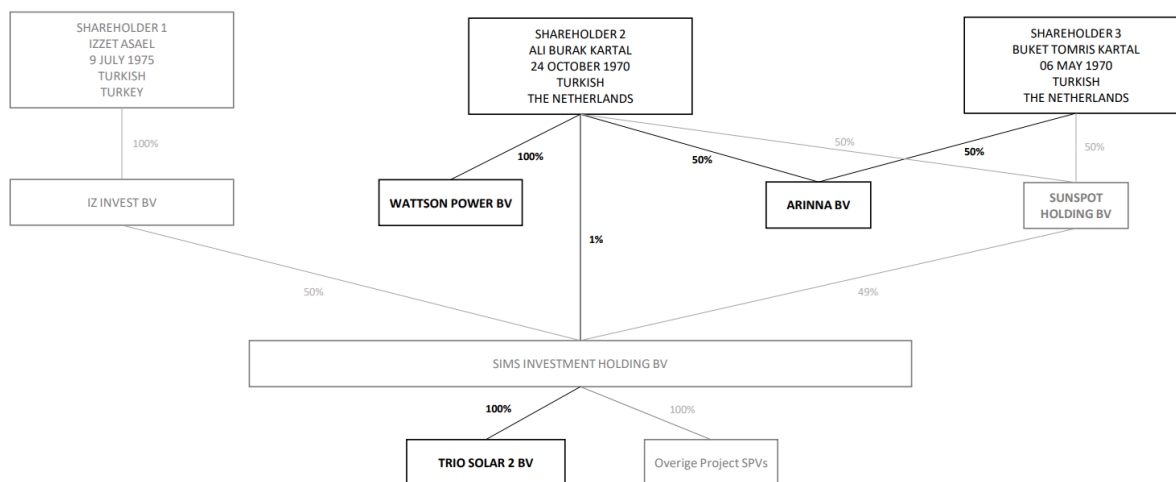 SHAREHOLDER 1
IZZET ASAEL
9 JULY 1975
TURKISH
TURKEY
SHAREHOLDER 2
ALI BURAK KARTAL
24 OCTOBER 1970
TURKISH
THE NETHERLANDS
SHAREHOLDER 3
BUKET TOMRIS KARTAL
06 MAY 1970
TURKISH
THE NETHERLANDS
100%
100%
50%
50%
50%
50%
IZ INVEST BV
WATTSON POWER BV
ARINNA BV
SUNSPOT
HOLDING BV
1%
50%
49%
SIMS INVESTMENT HOLDING BV
100%
100%
TRIO SOLAR 2 BV
Overige Project SPVs